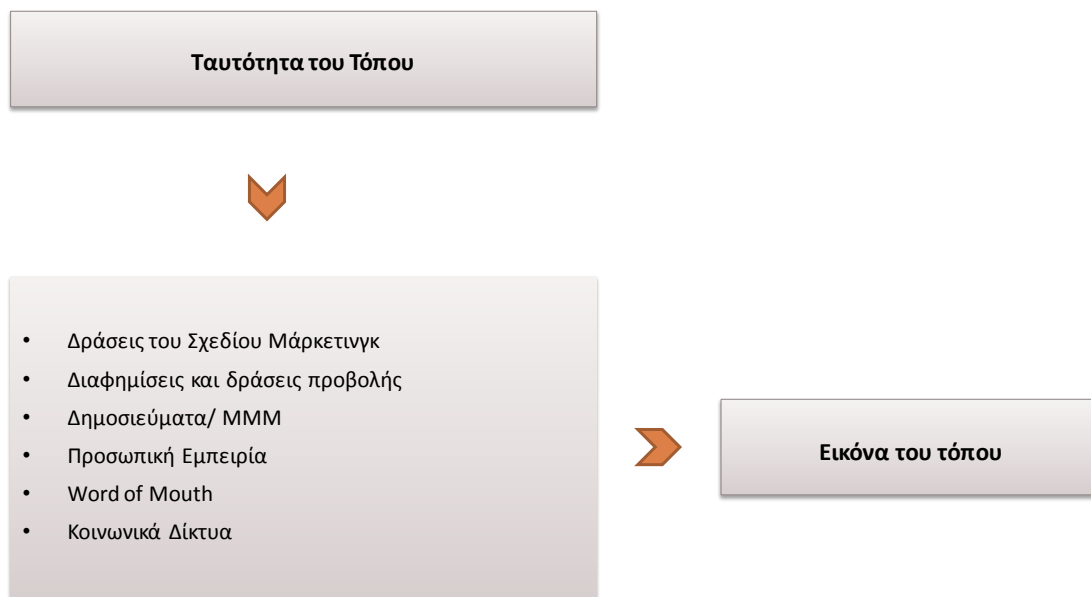 Ταυτότητα του Τόπου
• Δράσεις του Σχεδίου Μάρκετινγκ
• Διαφημίσεις και δράσεις προβολής
• Δημοσιεύματα/ ΜΜΜ
• Προσωπική Εμπειρία
• Word of Mouth
• Κοινωνικά Δίκτυα
Εικόνα του τόπου